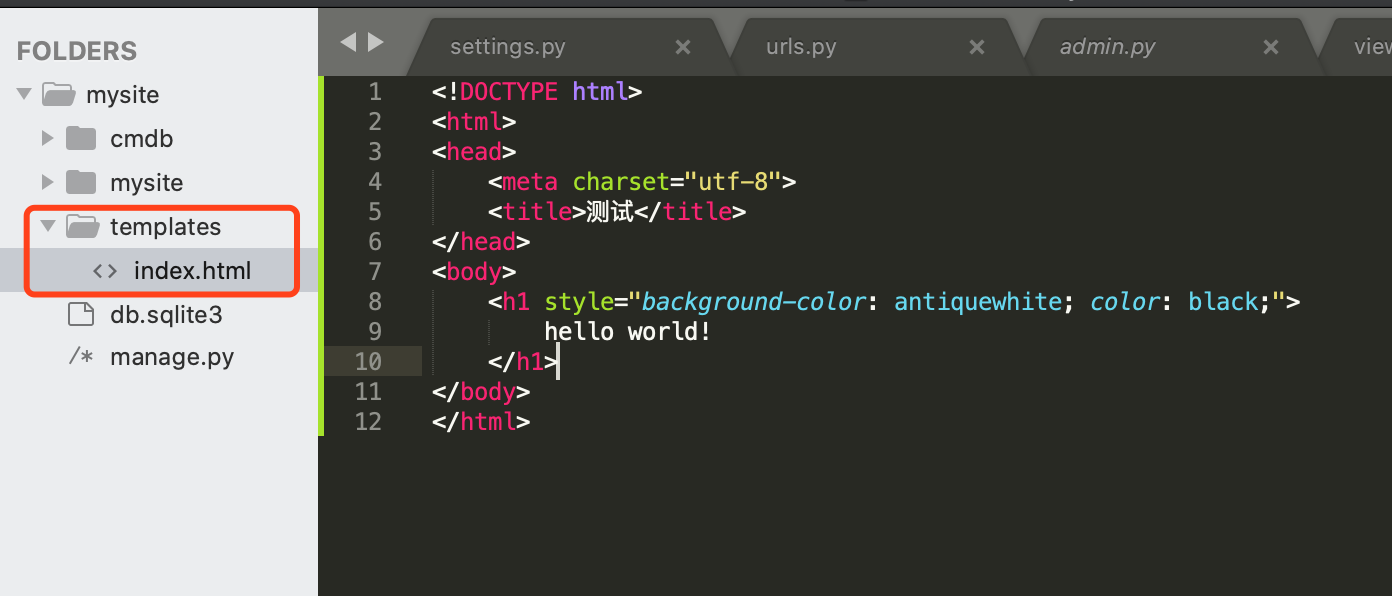 FOLDERS
mysite
cmdb
mysite
templates
<> index.html
db.sqlite3
/* manage.py
settings.py × urls.py × admin.py ×
1 <!DOCTYPE html>
2 <html>
3 <head>
4 <meta charset="utf-8">
5 <title>测试</title>
6 </head>
7 <body>
8 <h1 style="background-color: antiquewhite; color: black;">
9 hello world!
10 </h1>
11 </body>
12 </html>